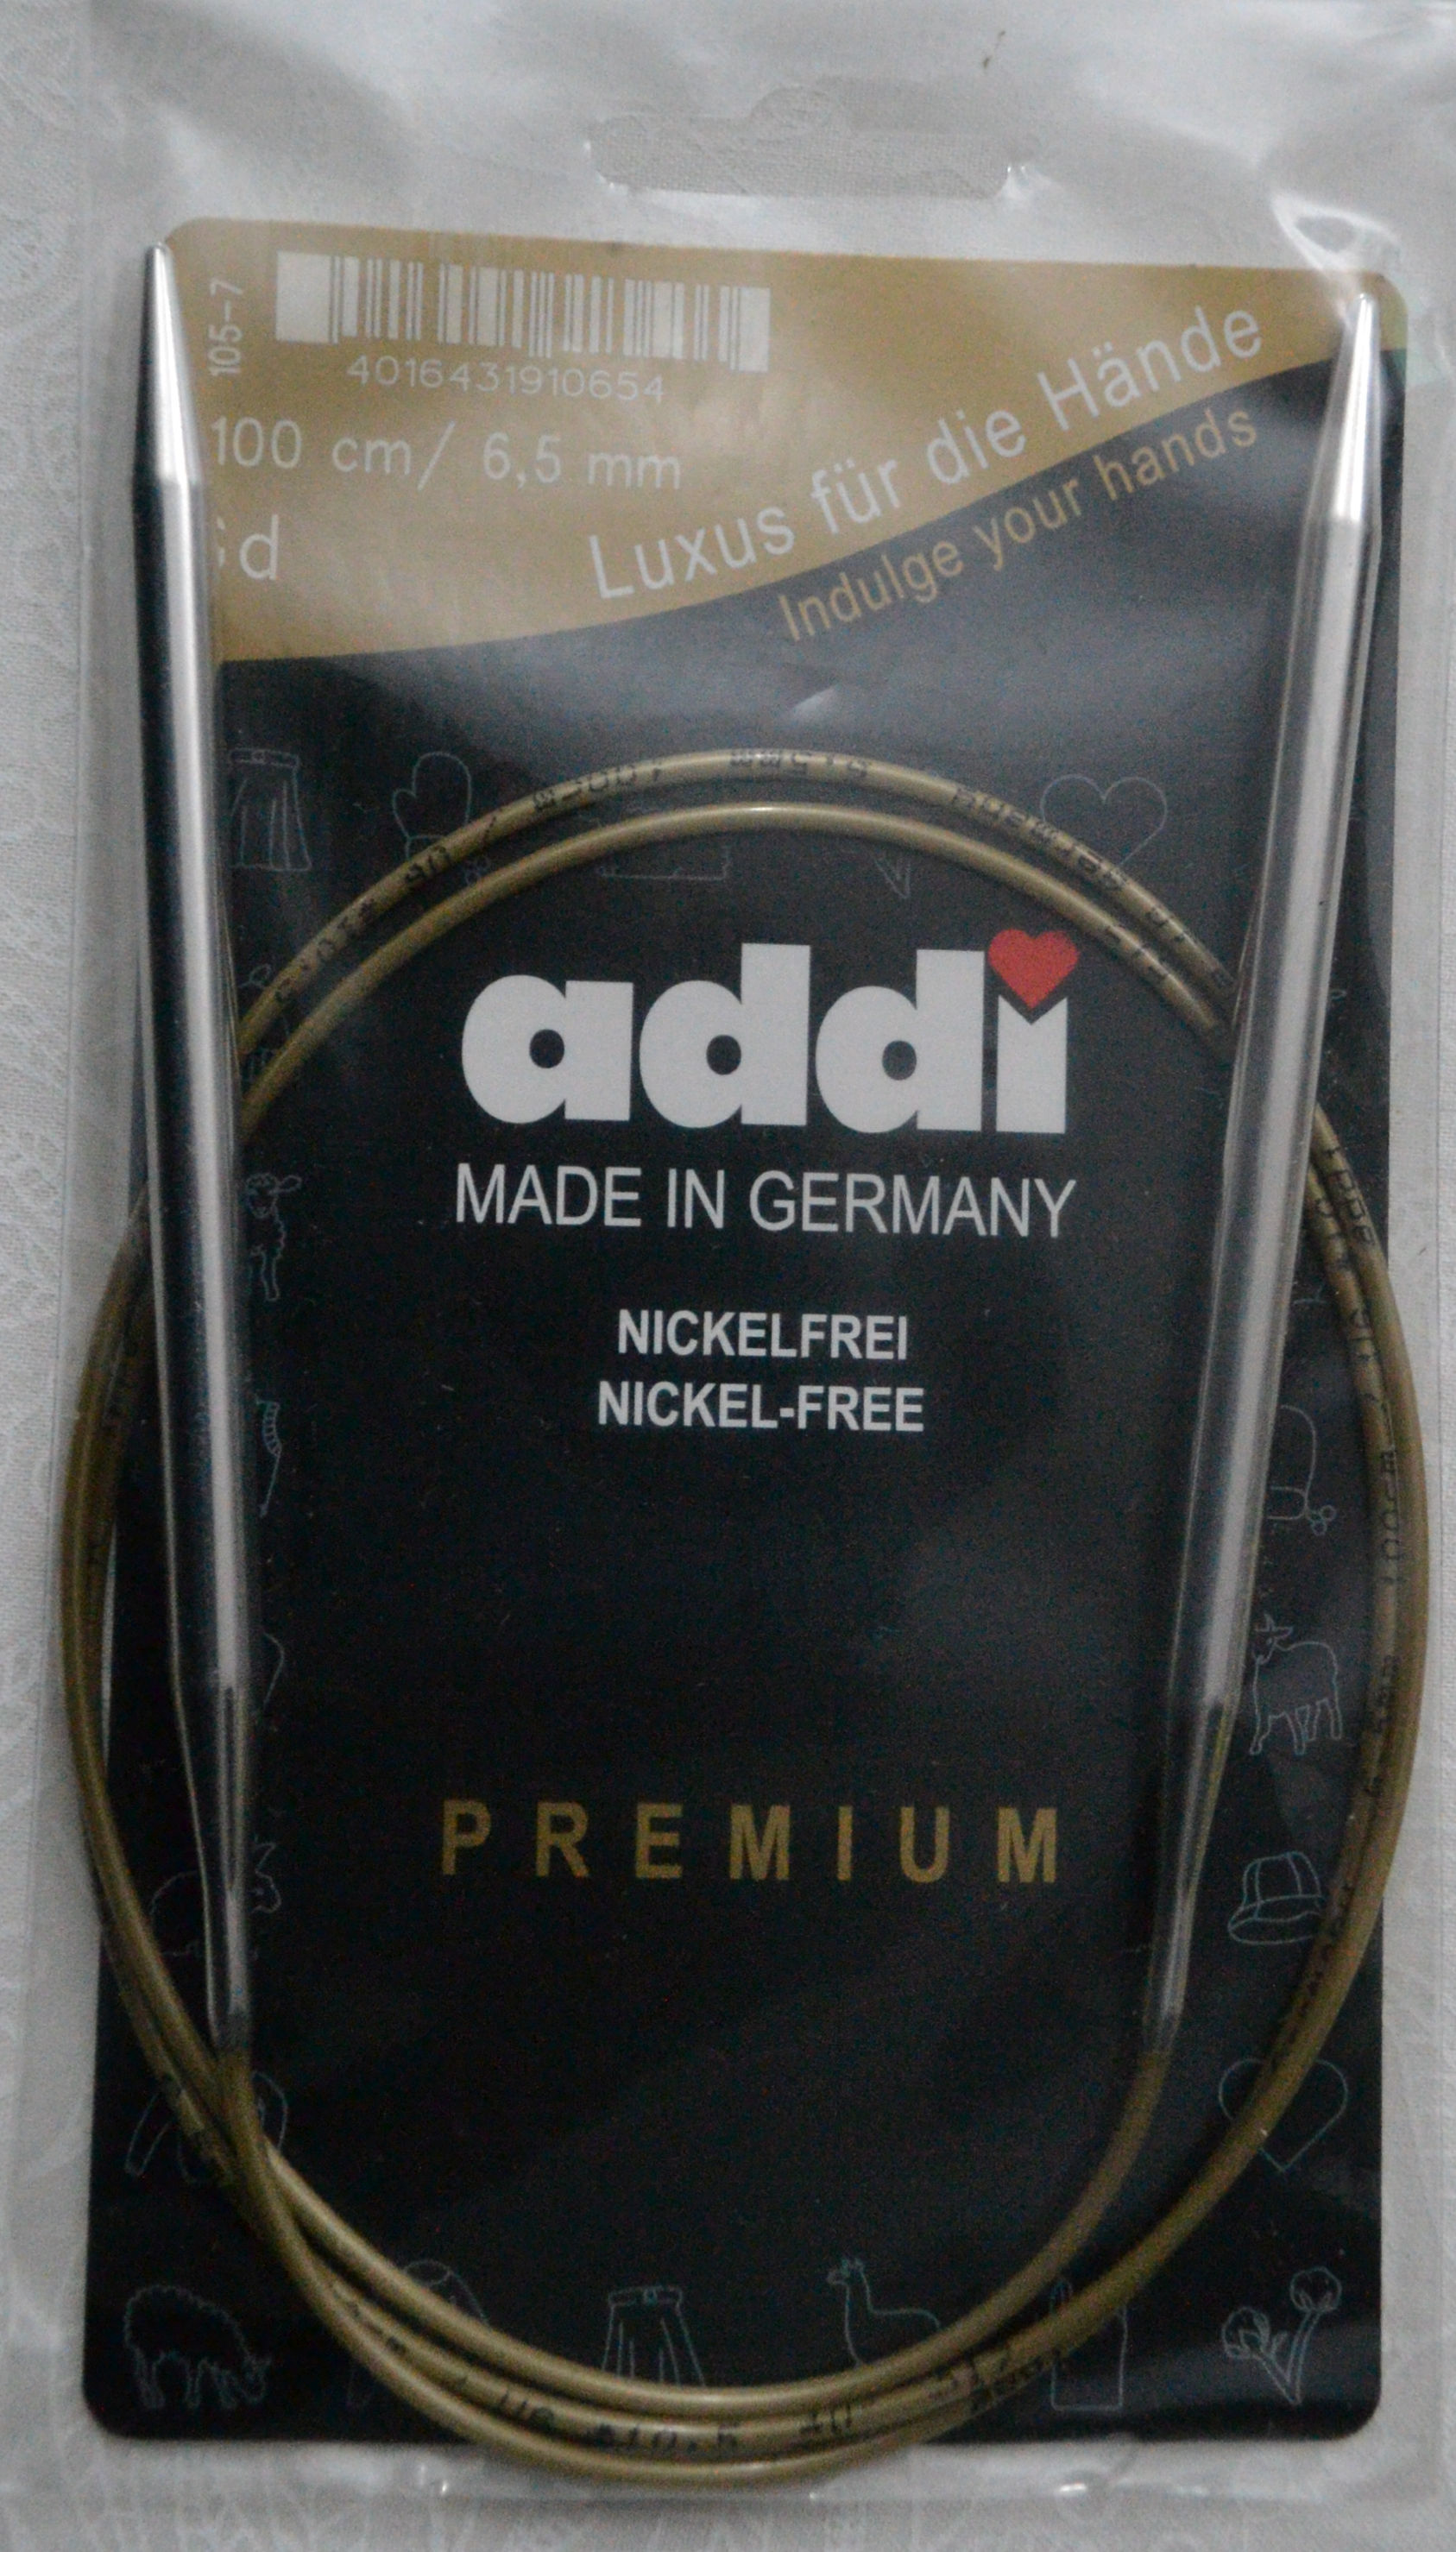 105-7
4016431910654
100 cm/ 6,5 mm
Luxus für die Hände
Indulge your hands
addi
MADE IN GERMANY
NICKELFREI
NICKEL-FREE
PREMIUM